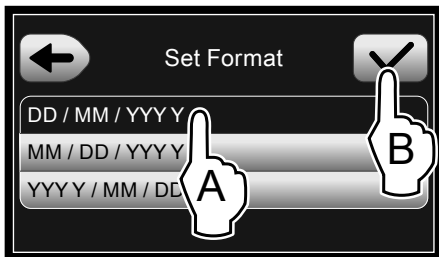 Set Format
DD / MM / YYY Y
MM / DD / YYY Y
YYY Y / MM / DD
A
B